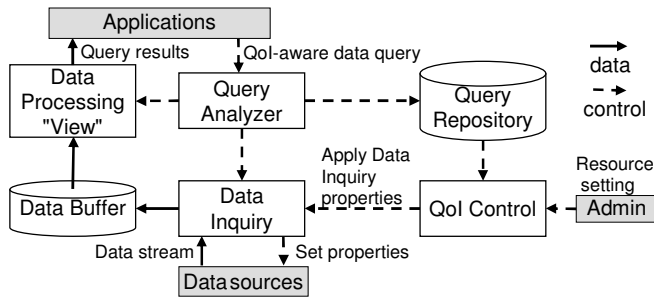 Applications
Query results
QoI-aware data query
data
control
Data
Processing
"View"
Query
Analyzer
Query
Repository
Apply Data
Inquiry
properties
Resource
setting
Data Buffer
Data
Inquiry
QoI Control
Admin
Data stream
Set properties
Data sources